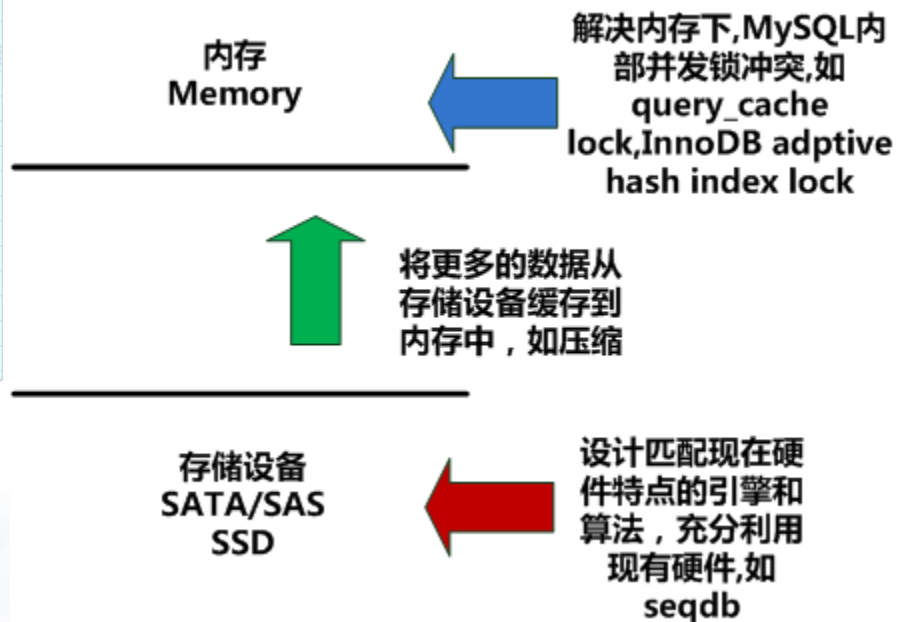 内存
Memory
解决内存下,MySQL内
部并发锁冲突,如
query_cache
lock,InnoDB adptive
hash index lock
将更多的数据从
存储设备缓存到
内存中，如压缩
存储设备
SATA/SAS
SSD
设计匹配现在硬
件特点的引擎和
算法，充分利用
现有硬件,如
seqdb